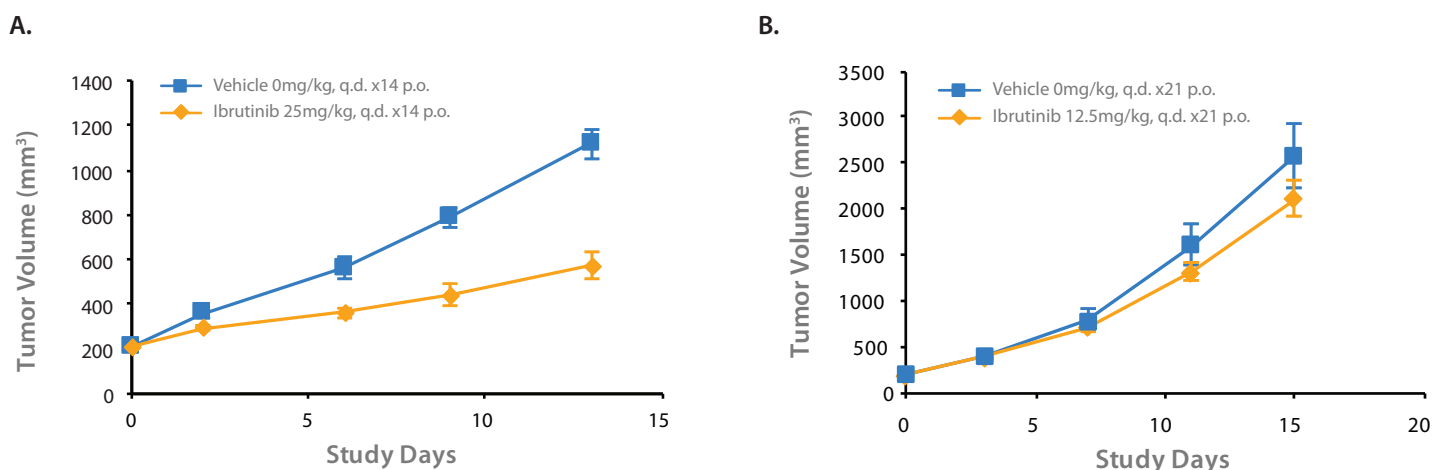 A.
Vehicle 0mg/kg, q.d. x14 p.o.
Ibrutinib 25mg/kg, q.d. x14 p.o.
Tumor Volume (mm³)
1400
1200
1000
800
600
400
200
0
0 5 10 15
Study Days
B.
Vehicle 0mg/kg, q.d. x21 p.o.
Ibrutinib 12.5mg/kg, q.d. x21 p.o.
Tumor Volume (mm³)
3500
3000
2500
2000
1500
1000
500
0
0 5 10 15 20
Study Days